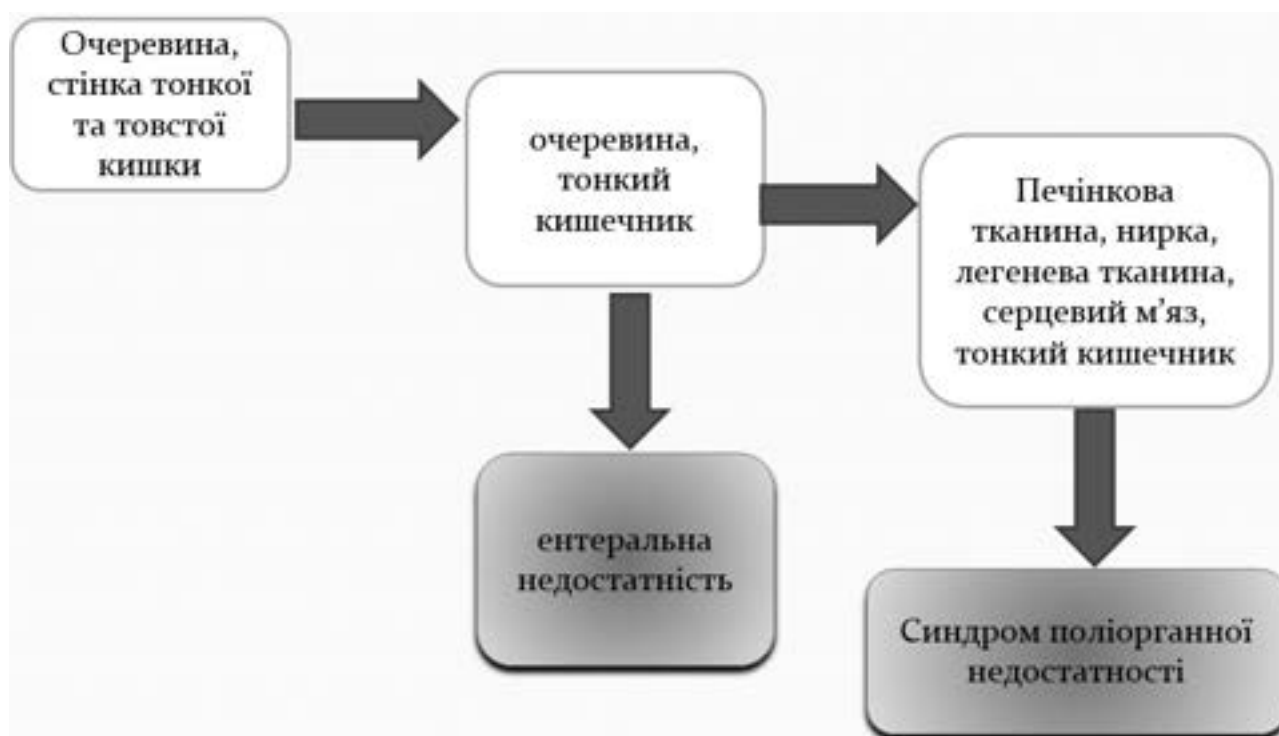 Очеревина,
стінка тонкої
та товстої
кишки
очеревина,
тонкий
кишечник
Печінкова
тканина, нирка,
легенева тканина,
серцевий м’яз,
тонкий кишечник
ентеральна
недостатність
Синдром поліорганної
недостатності